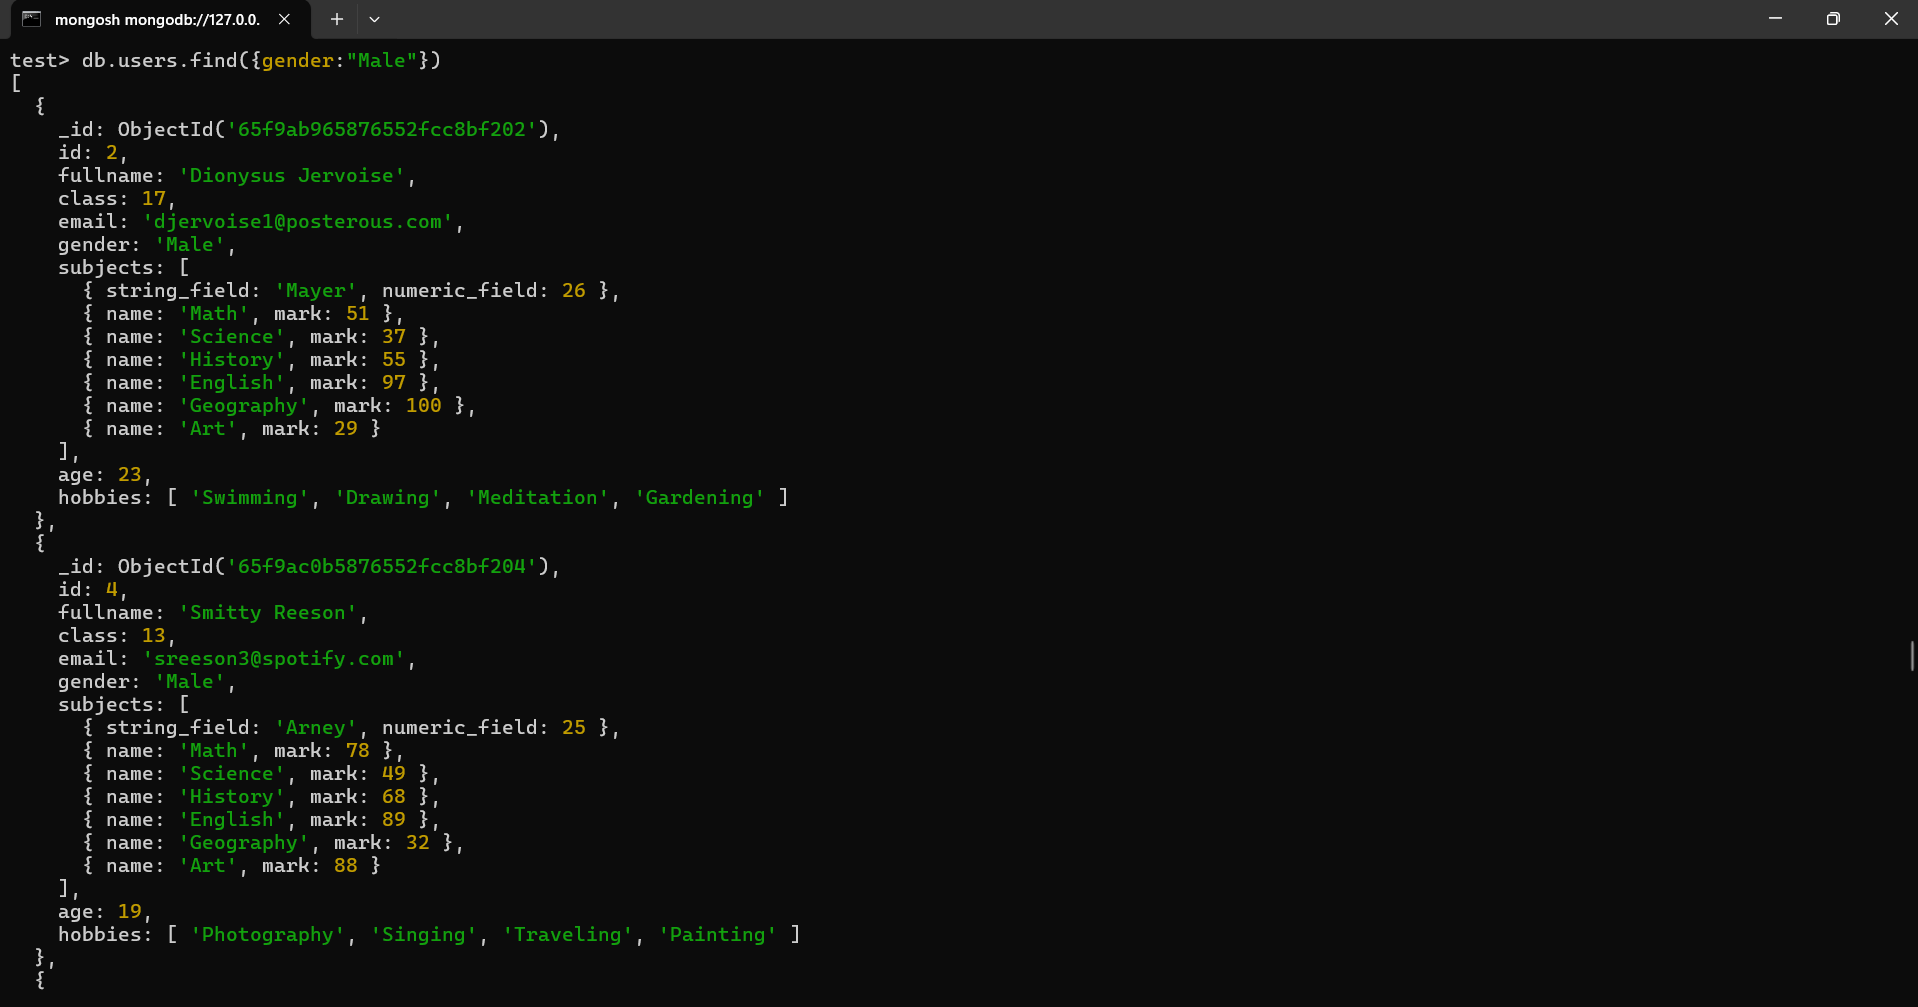 mongosh mongodb://127.0.0.
test> db.users.find({gender:"Male"})
[
  {
    _id: ObjectId('65f9ab965876552fcc8bf202'),
    id: 2,
    fullname: 'Dionysus Jervoise',
    class: 17,
    email: 'djervoise1@posterous.com',
    gender: 'Male',
    subjects: [
      { string_field: 'Mayer', numeric_field: 26 },
      { name: 'Math', mark: 51 },
      { name: 'Science', mark: 37 },
      { name: 'History', mark: 55 },
      { name: 'English', mark: 97 },
      { name: 'Geography', mark: 100 },
      { name: 'Art', mark: 29 }
    ],
    age: 23,
    hobbies: [ 'Swimming', 'Drawing', 'Meditation', 'Gardening' ]
  },
  {
    _id: ObjectId('65f9ac0b5876552fcc8bf204'),
    id: 4,
    fullname: 'Smitty Reeson',
    class: 13,
    email: 'sreeson3@spotify.com',
    gender: 'Male',
    subjects: [
      { string_field: 'Arney', numeric_field: 25 },
      { name: 'Math', mark: 78 },
      { name: 'Science', mark: 49 },
      { name: 'History', mark: 68 },
      { name: 'English', mark: 89 },
      { name: 'Geography', mark: 32 },
      { name: 'Art', mark: 88 }
    ],
    age: 19,
    hobbies: [ 'Photography', 'Singing', 'Traveling', 'Painting' ]
  },
  {